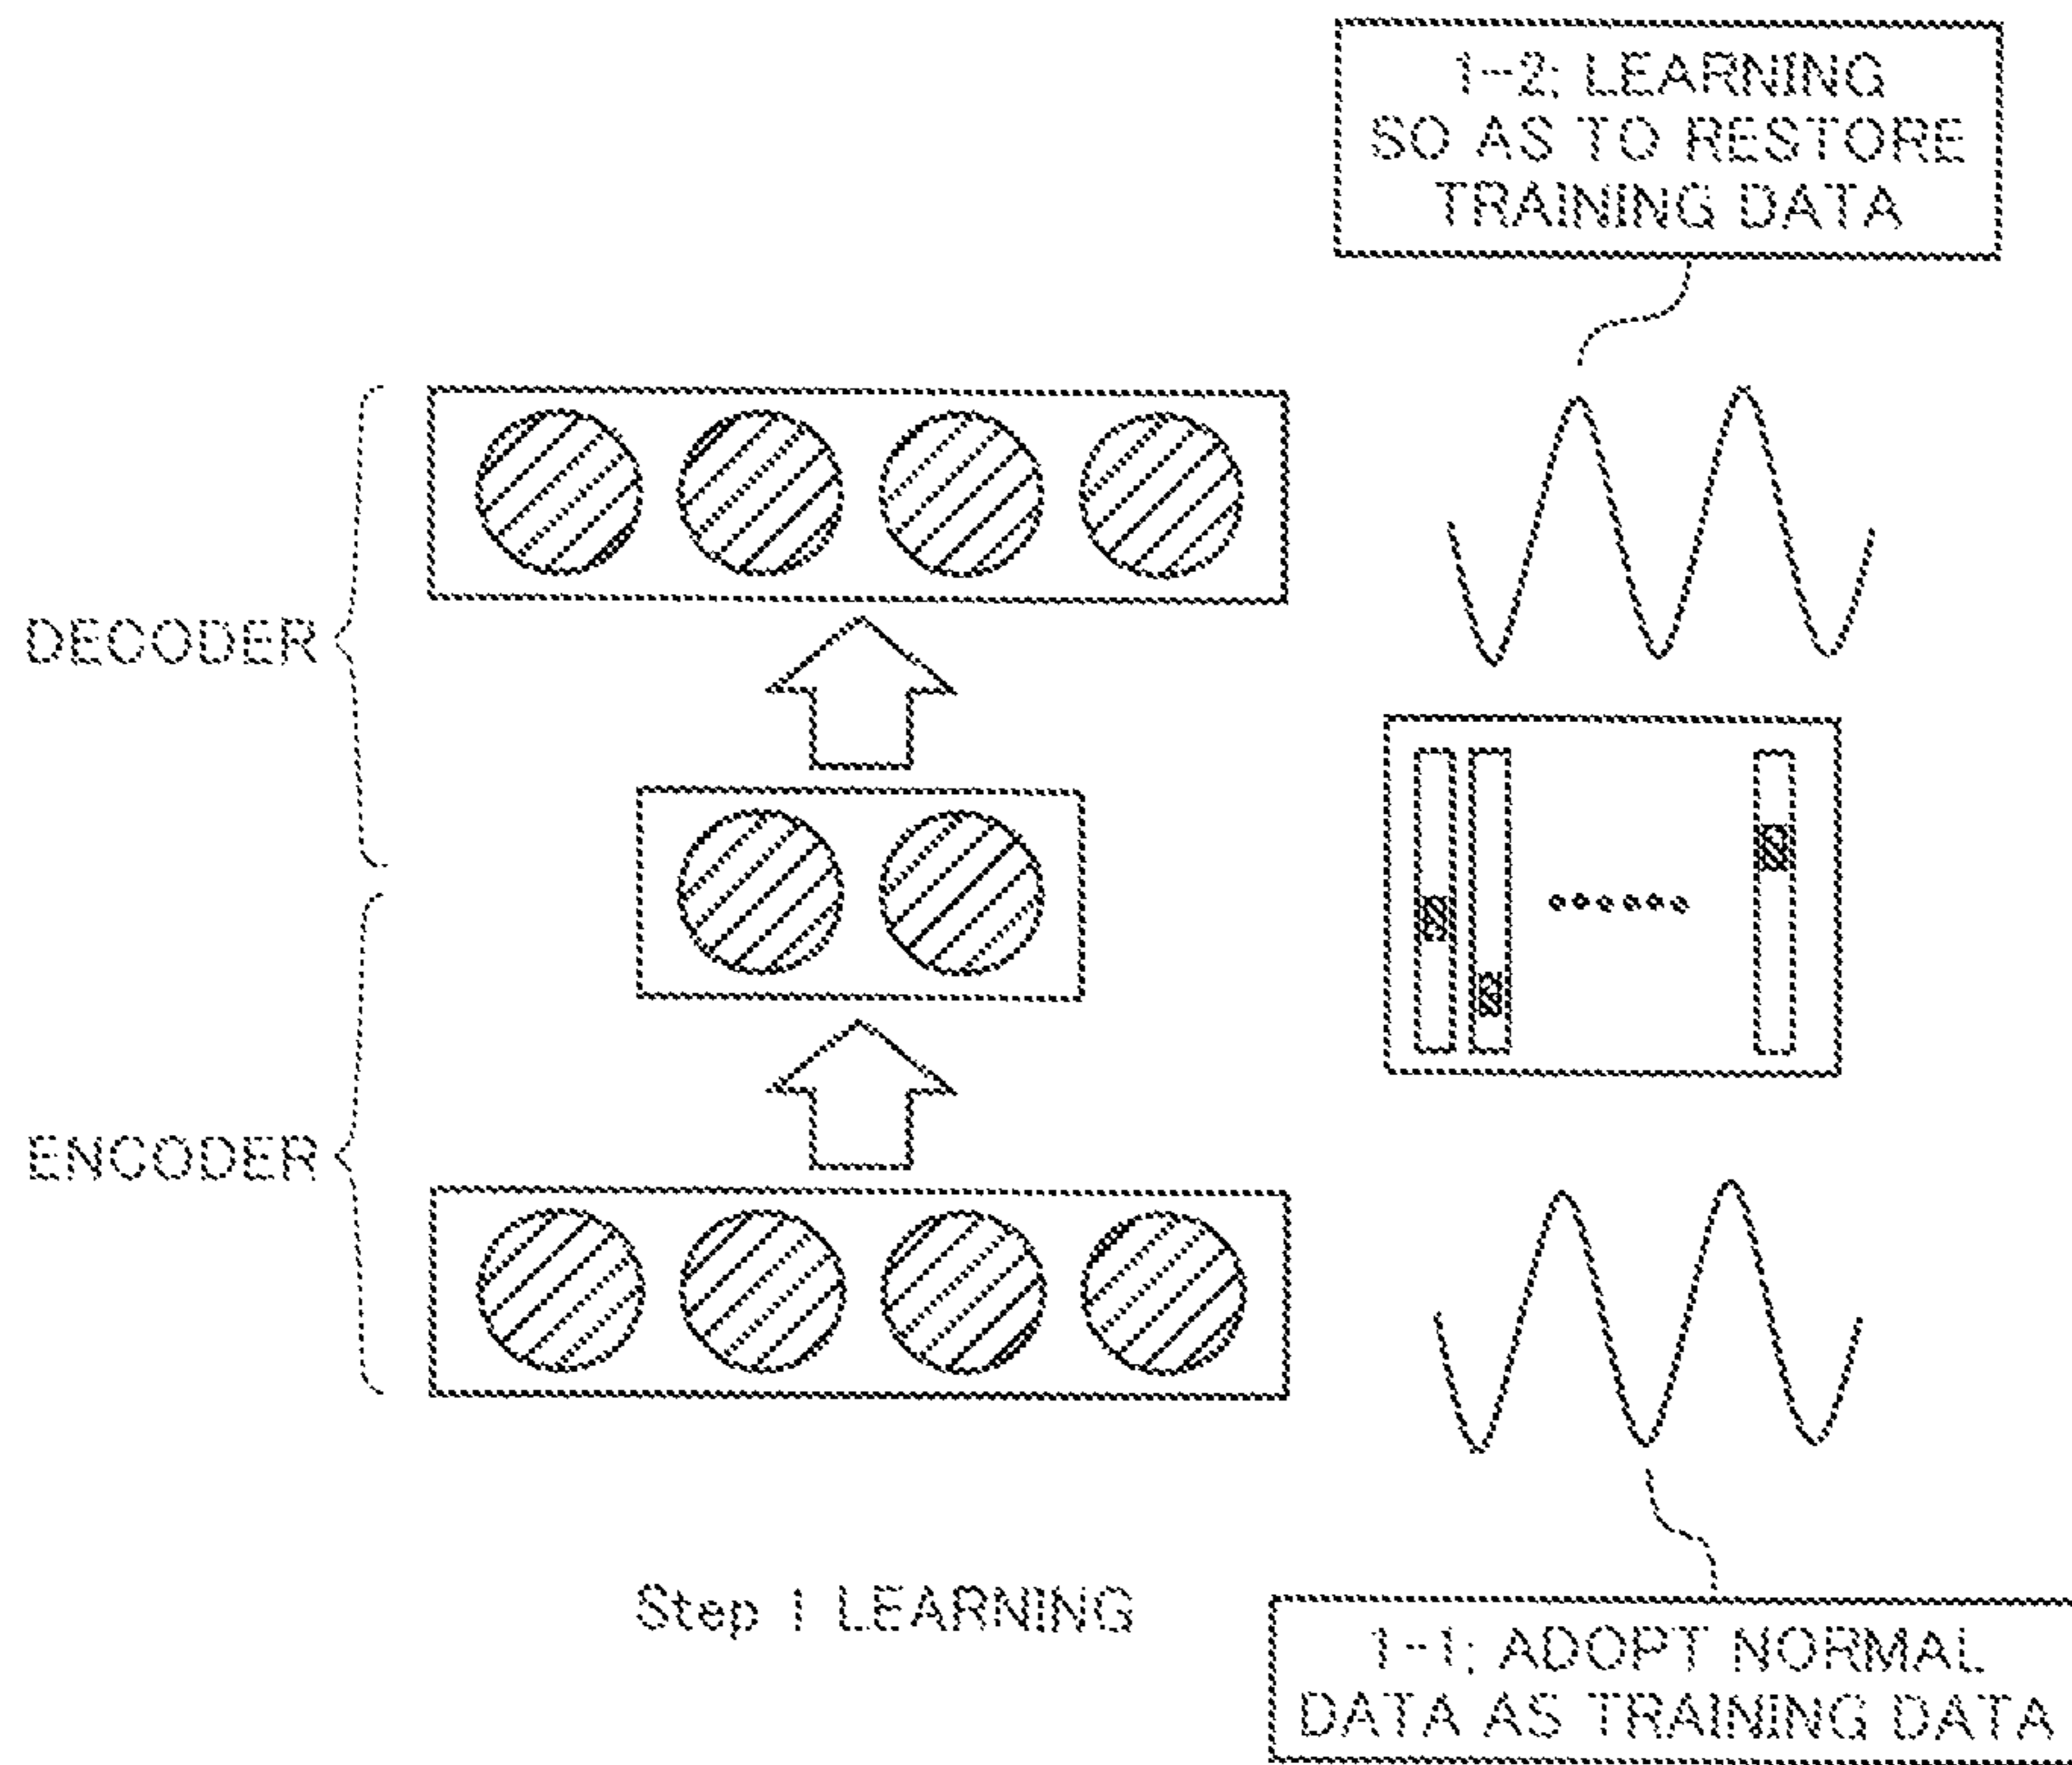 1-2; LEARNING
SO AS TO RESTORE
TRAINING DATA
DECODER
ENCODER
Step 1 LEARNING
1-1; ADOPT NORMAL
DATA AS TRAINING DATA